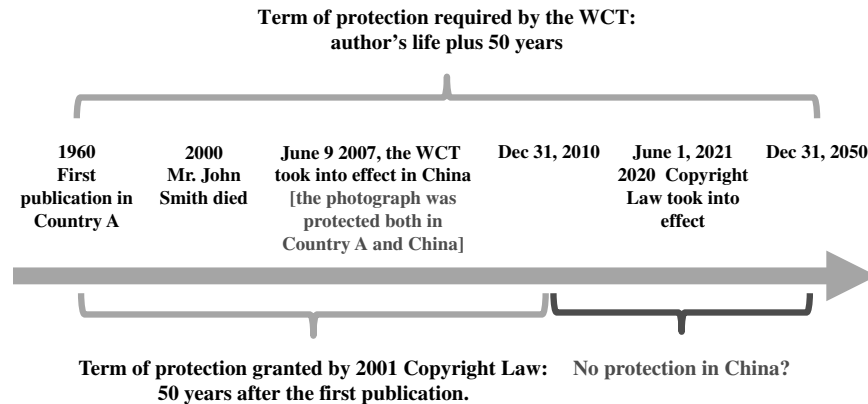 Term of protection required by the WCT:
author's life plus 50 years
1960
First
publication in
Country A
2000
Mr. John
Smith died
June 9 2007, the WCT
took into effect in China
[the photograph was
protected both in
Country A and China]
Dec 31, 2010
June 1, 2021
2020 Copyright
Law took into
effect
Dec 31, 2050
Term of protection granted by 2001 Copyright Law:
50 years after the first publication.
No protection in China?